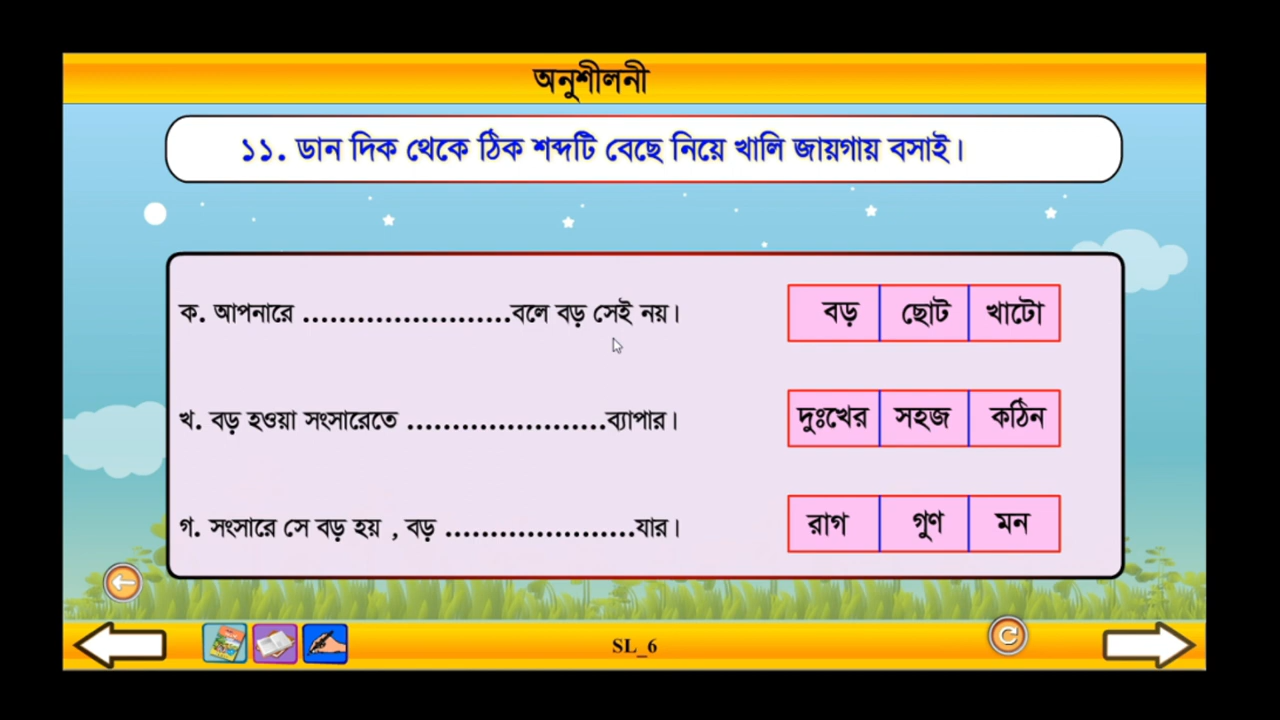 অনুশীলনী
১১. ডান দিক থেকে ঠিক শব্দটি বেছে নিয়ে খালি জায়গায় বসাই।
ক. আপনারে .......................বলে বড় সেই নয়।
বড় ছোট খাটো
খ. বড় হওয়া সংসারেতে ......................ব্যাপার।
দুঃখের সহজ কঠিন
গ. সংসারে সে বড় হয় , বড় .....................যার।
রাগ গুণ মন
SL_6